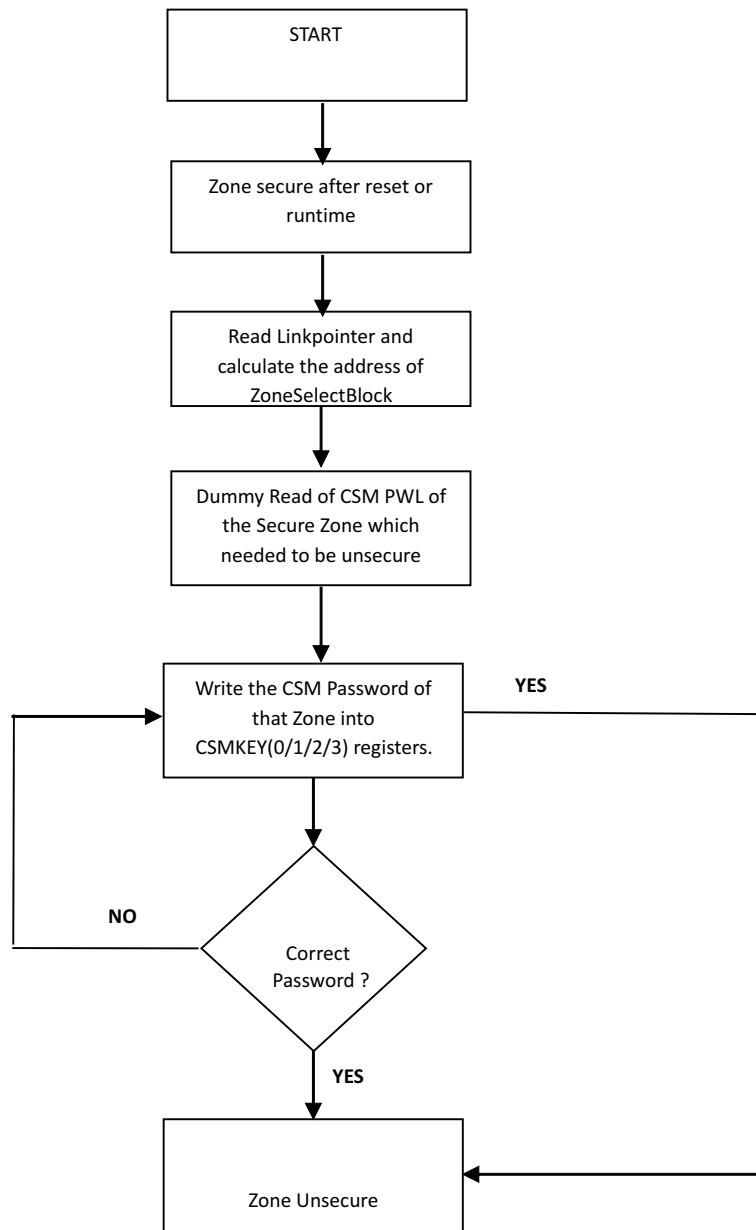 START
Zone secure after reset or
runtime
Read Linkpointer and
calculate the address of
ZoneSelectBlock
Dummy Read of CSM PWL of
the Secure Zone which
needed to be unsecure
Write the CSM Password of
that Zone into
CSMKEY(0/1/2/3) registers.
YES
NO
Correct
Password ?
YES
Zone Unsecure